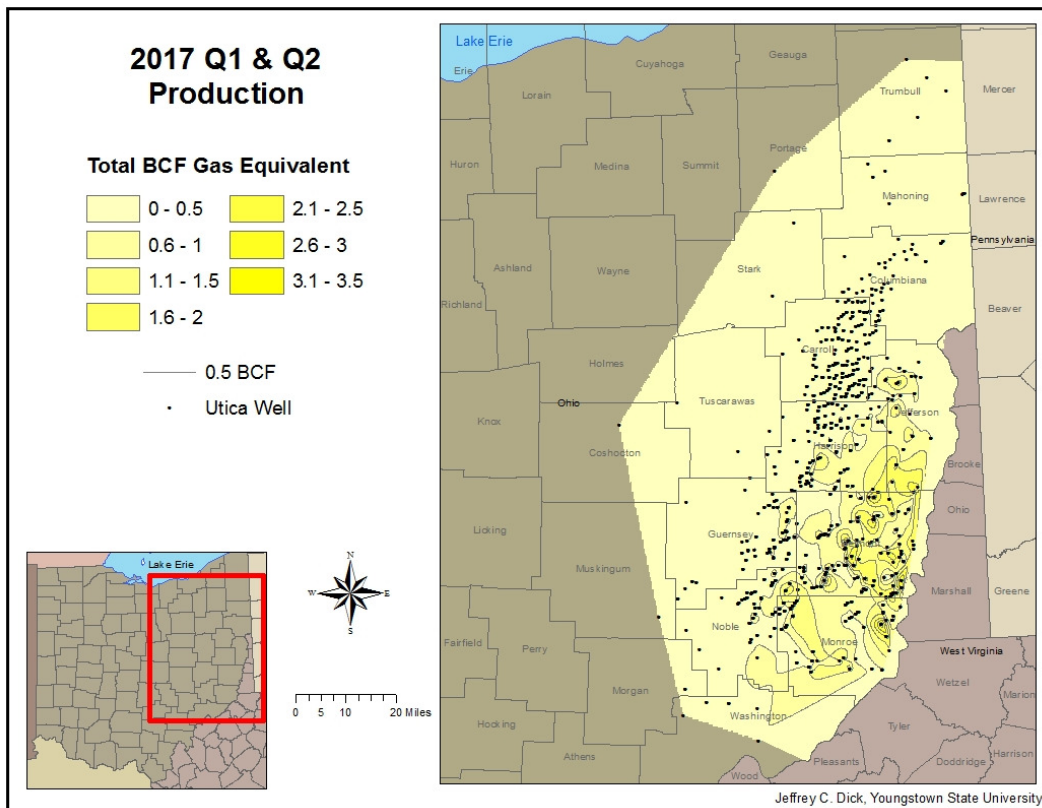 2017 Q1 & Q2
Production
Total BCF Gas Equivalent
0 - 0.5
2.1 - 2.5
0.6 - 1
2.6 - 3
1.1 - 1.5
3.1 - 3.5
1.6 - 2
0.5 BCF
Utica Well
Lake Erie
N
W
E
S
0
5
10
20 Miles
Lake Erie
Erie
Cuyahoga
Geauga
Lorain
Trumbull
Mercer
Huron
Medina
Summit
Portage
Mahoning
Lawrence
Pennsylvania
Ashland
Wayne
Stark
Columbiana
Richland
Beaver
Holmes
Carroll
Ohio
Tuscarawas
Jefferson
Knox
Coshocton
Harrison
Brooke
Ohio
Licking
Guernsey
Belmont
Muskingum
Marshall
Greene
Fairfield
Perry
Noble
Monroe
West Virginia
Morgan
Wetzel
Marion
Hocking
Washington
Tyler
Athens
Wood
Pleasants
Doddridge
Harrison
Jeffrey C. Dick, Youngstown State University